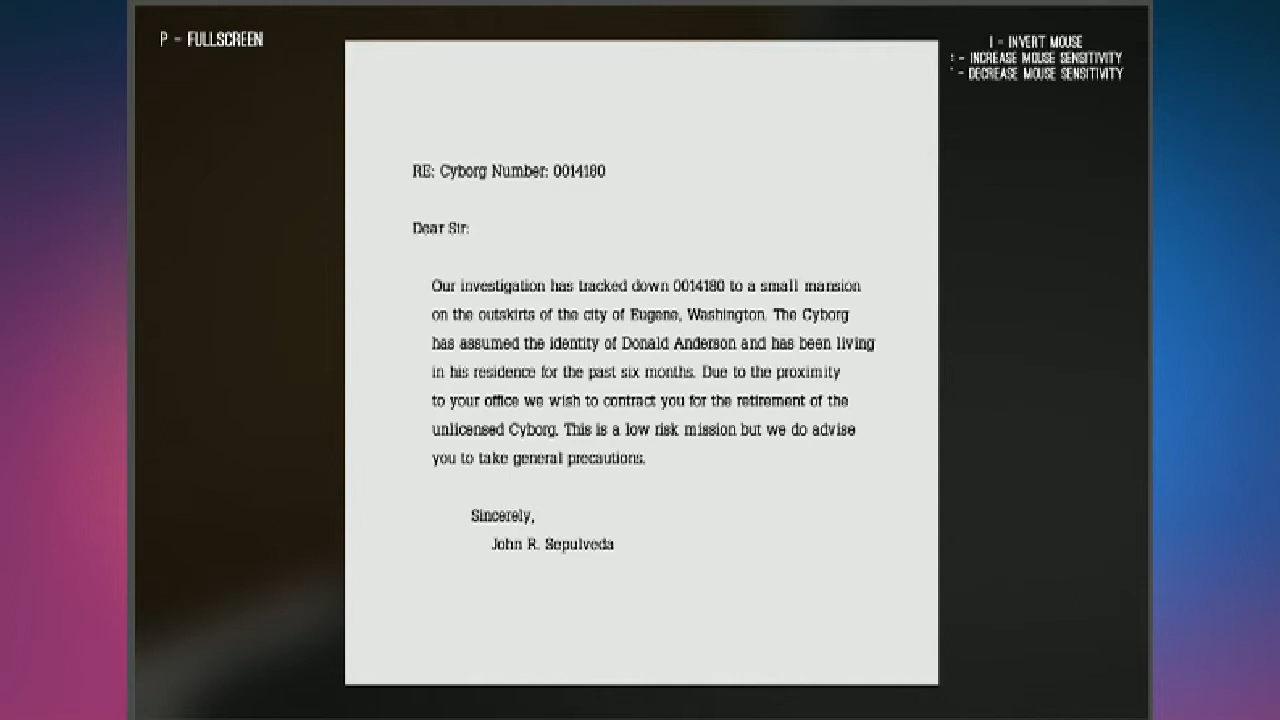 P - FULLSCREEN
I - INVERT MOUSE
- INCREASE MOUSE SENSITIVITY
- DECREASE MOUSE SENSITIVITY
RE: Cyborg Number: 0014180
Dear Sir:
Our investigation has tracked down 0014180 to a small mansion
on the outskirts of the city of Eugene, Washington. The Cyborg
has assumed the identity of Donald Anderson and has been living
in his residence for the past six months. Due to the proximity
to your office we wish to contract you for the retirement of the
unlicensed Cyborg. This is a low risk mission but we do advise
you to take general precautions.
Sincerely,
John R. Sepulveda